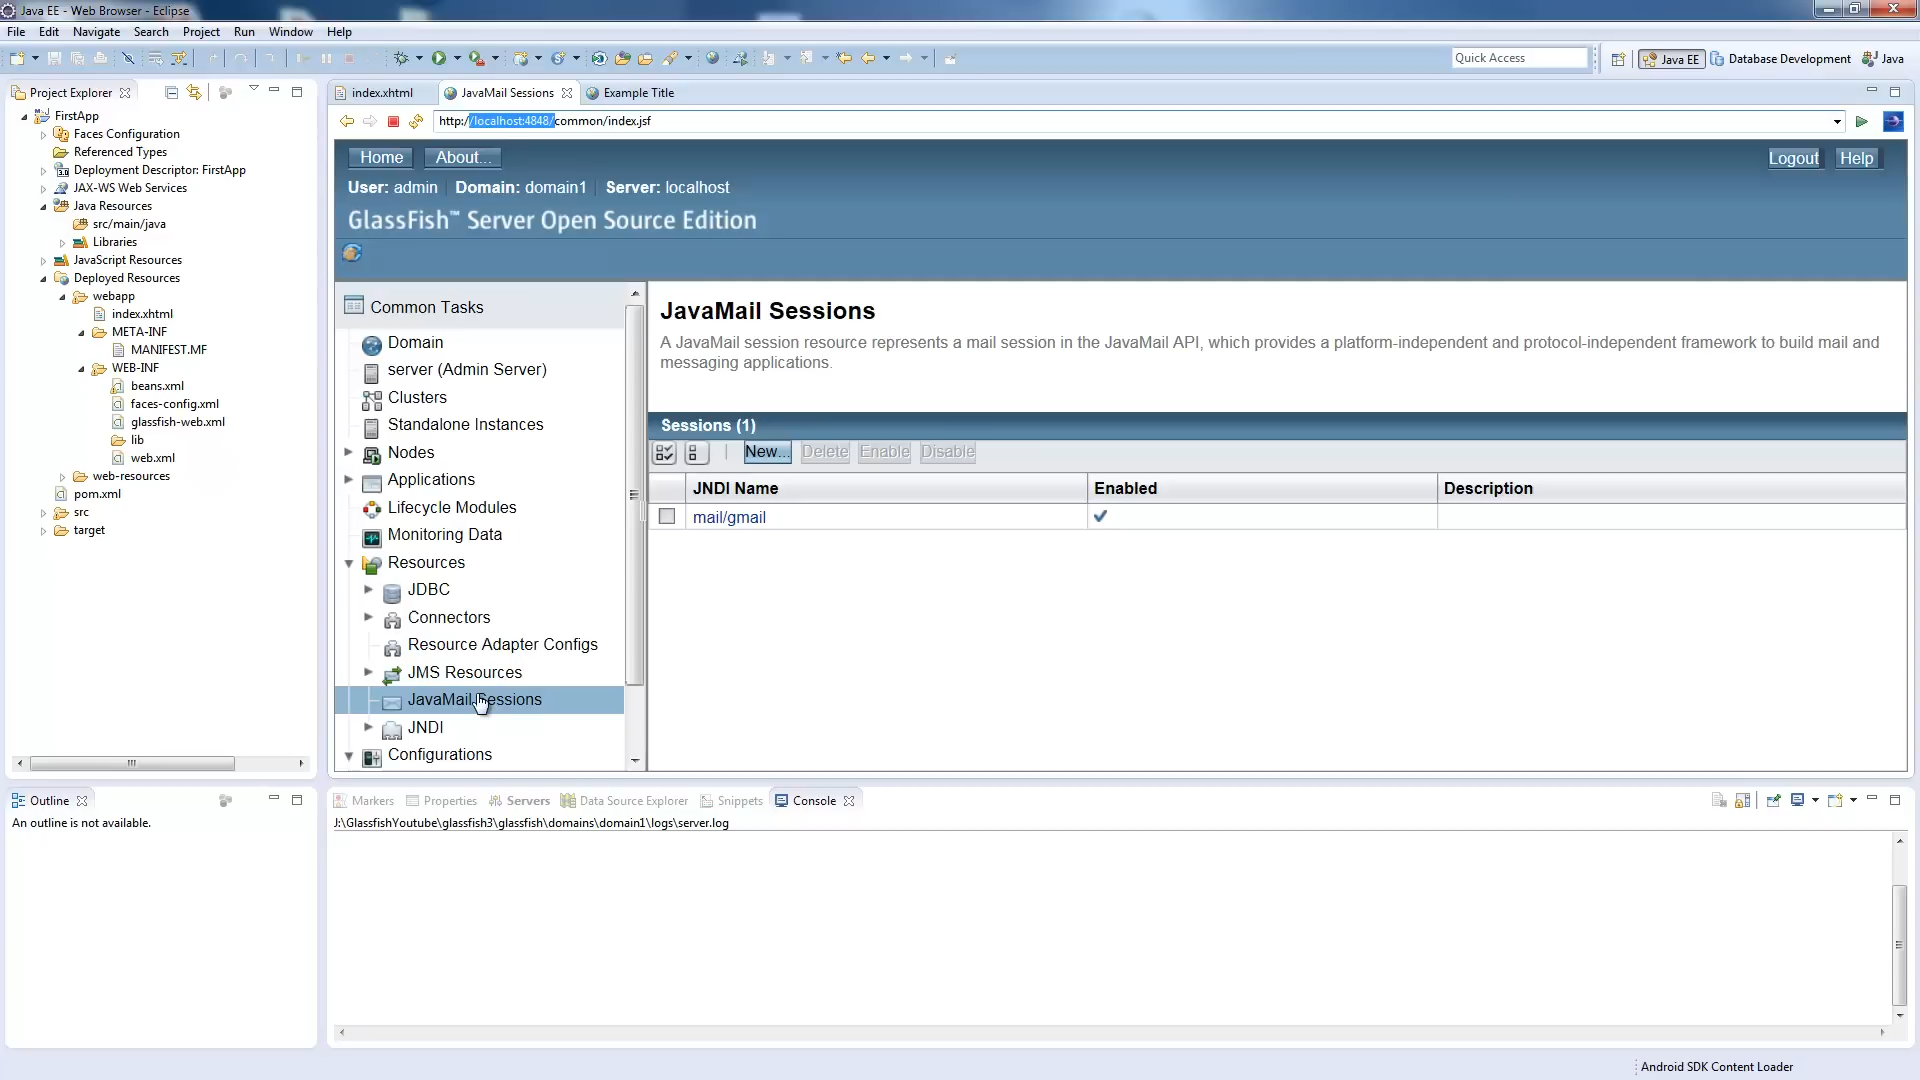 Java EE - Web Browser - Eclipse
File Edit Navigate Search Project Run Window Help
Quick Access
Java EE
Database Development
Java
Project Explorer
FirstApp
Faces Configuration
Referenced Types
Deployment Descriptor: FirstApp
JAX-WS Web Services
Java Resources
src/main/java
Libraries
JavaScript Resources
Deployed Resources
webapp
index.xhtml
META-INF
MANIFEST.MF
WEB-INF
beans.xml
faces-config.xml
glassfish-web.xml
lib
web.xml
web-resources
pom.xml
src
target
index.xhtml
JavaMail Sessions
Example Title
http://localhost:4848/common/index.jsf
Home About...
Logout Help
User: admin Domain: domain1 Server: localhost
GlassFish™ Server Open Source Edition
Common Tasks
Domain
server (Admin Server)
Clusters
Standalone Instances
Nodes
Applications
Lifecycle Modules
Monitoring Data
Resources
JDBC
Connectors
Resource Adapter Configs
JMS Resources
JavaMail Sessions
JNDI
Configurations
JavaMail Sessions
A JavaMail session resource represents a mail session in the JavaMail API, which provides a platform-independent and protocol-independent framework to build mail and
messaging applications.
Sessions (1)
New... Delete Enable Disable
JNDI Name Enabled Description
mail/gmail
Outline
An outline is not available.
Markers Properties Servers Data Source Explorer Snippets Console
J:\GlassfishYoutube\glassfish3\glassfish\domains\domain1\logs\server.log
Android SDK Content Loader